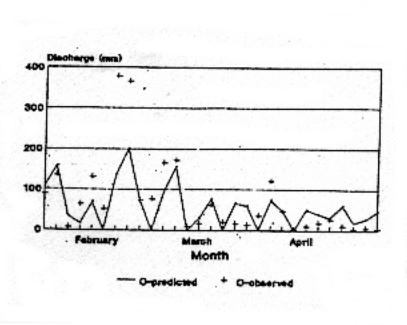 Discharge (mm)
400
300
200
100
0
February March April
Month
Q-predicted + Q-observed